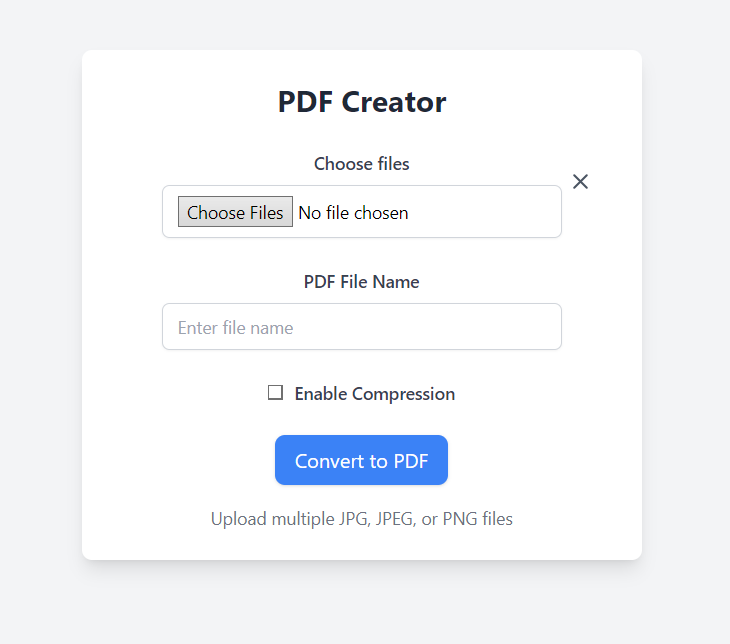 PDF Creator
Choose files
Choose Files No file chosen
PDF File Name
Enter file name
Enable Compression
Convert to PDF
Upload multiple JPG, JPEG, or PNG files